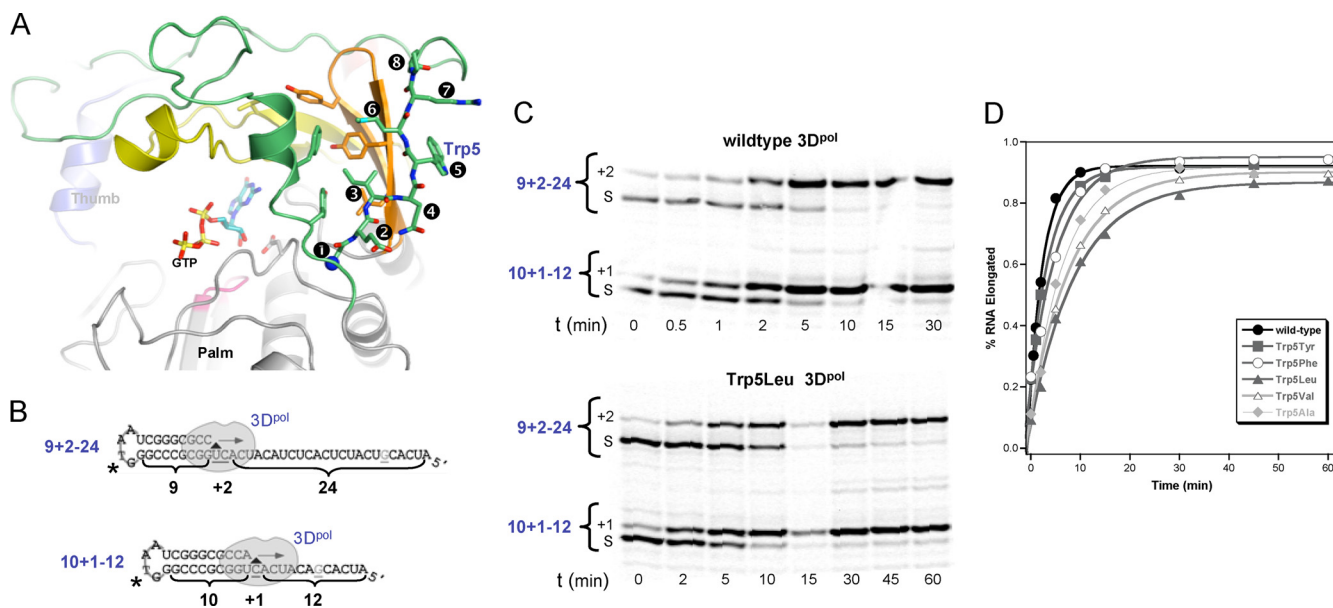 A
8
7
6
Trp5
5
3
4
2
1
Thumb
GTP
Palm
B
3Dpol
9+2-24
A A
A UCGGGCGCC
T G GGCCCGCGGUCACUACAUCUCACUCUACUGCACUA5'
*
9 +2 24
3Dpol
10+1-12
A A
A UCGGGCGCCA
T G GGCCCGCGGUCACUACAGCACUA5'
*
10 +1 12
C
wildtype 3Dpol
9+2-24 +2
S
10+1-12 +1
S
t (min) 0 0.5 1 2 5 10 15 30
Trp5Leu 3Dpol
9+2-24 +2
S
10+1-12 +1
S
t (min) 0 2 5 10 15 30 45 60
D
% RNA Elongated
1.0
0.8
0.6
0.4
0.2
0.0
0 10 20 30 40 50 60
Time (min)
wild-type
Trp5Tyr
Trp5Phe
Trp5Leu
Trp5Val
Trp5Ala